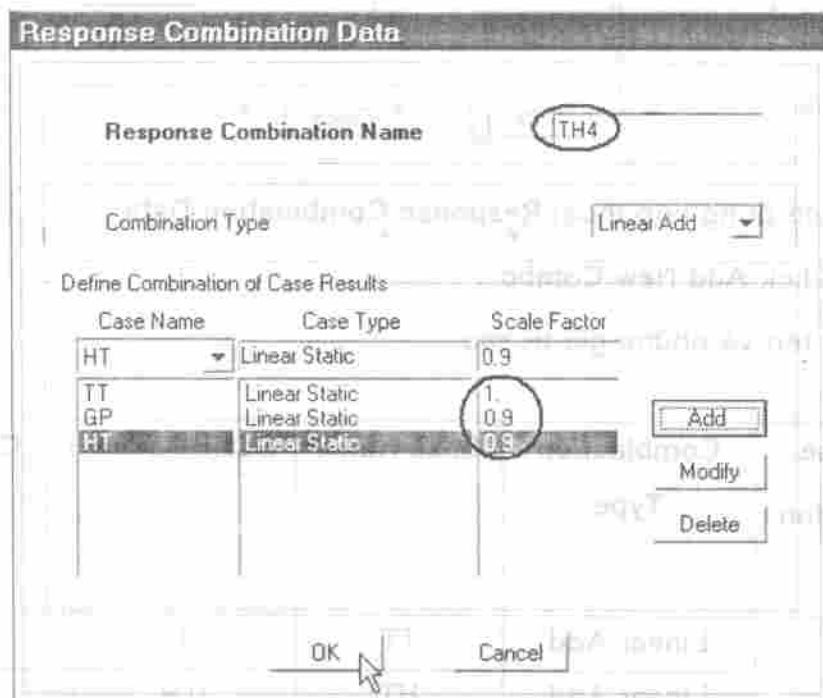 Response Combination Data
Response Combination Name TH4
Combination Type Linear Add
Define Combination of Case Results
Case Name Case Type Scale Factor
HT Linear Static 0.9
TT Linear Static 1.
GP Linear Static 0.9
HT Linear Static 0.9
Add
Modify
Delete
OK Cancel